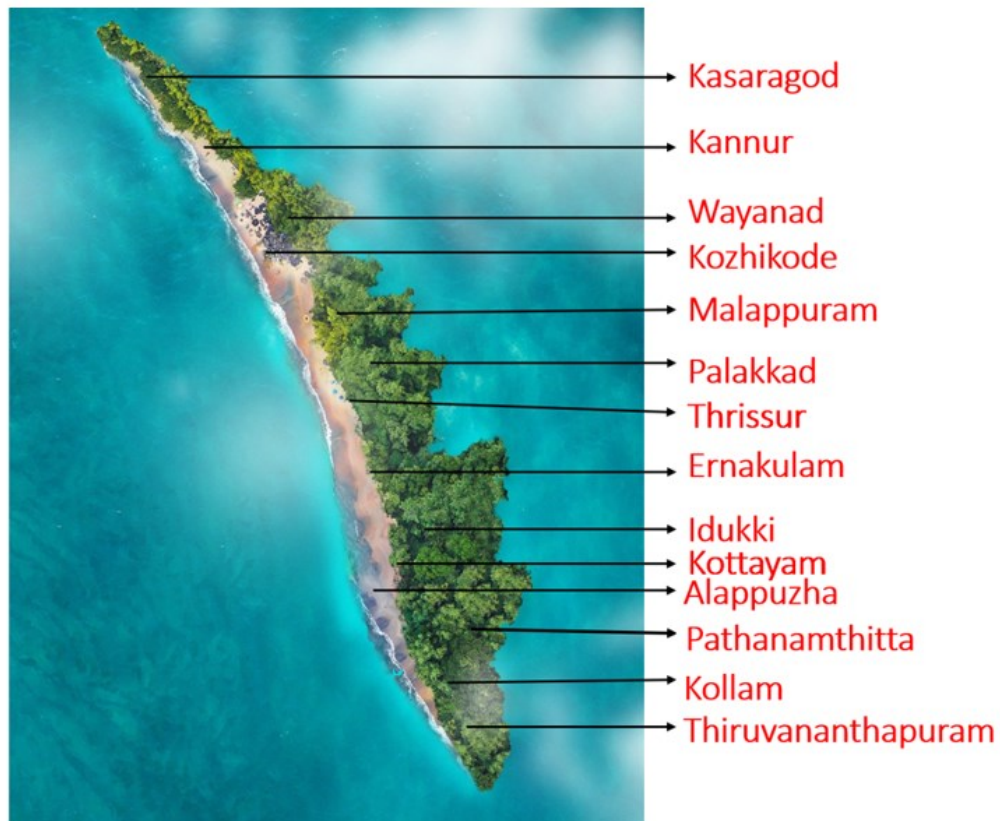 Kasaragod
Kannur
Wayanad
Kozhikode
Malappuram
Palakkad
Thrissur
Ernakulam
Idukki
Kottayam
Alappuzha
Pathanamthitta
Kollam
Thiruvananthapuram